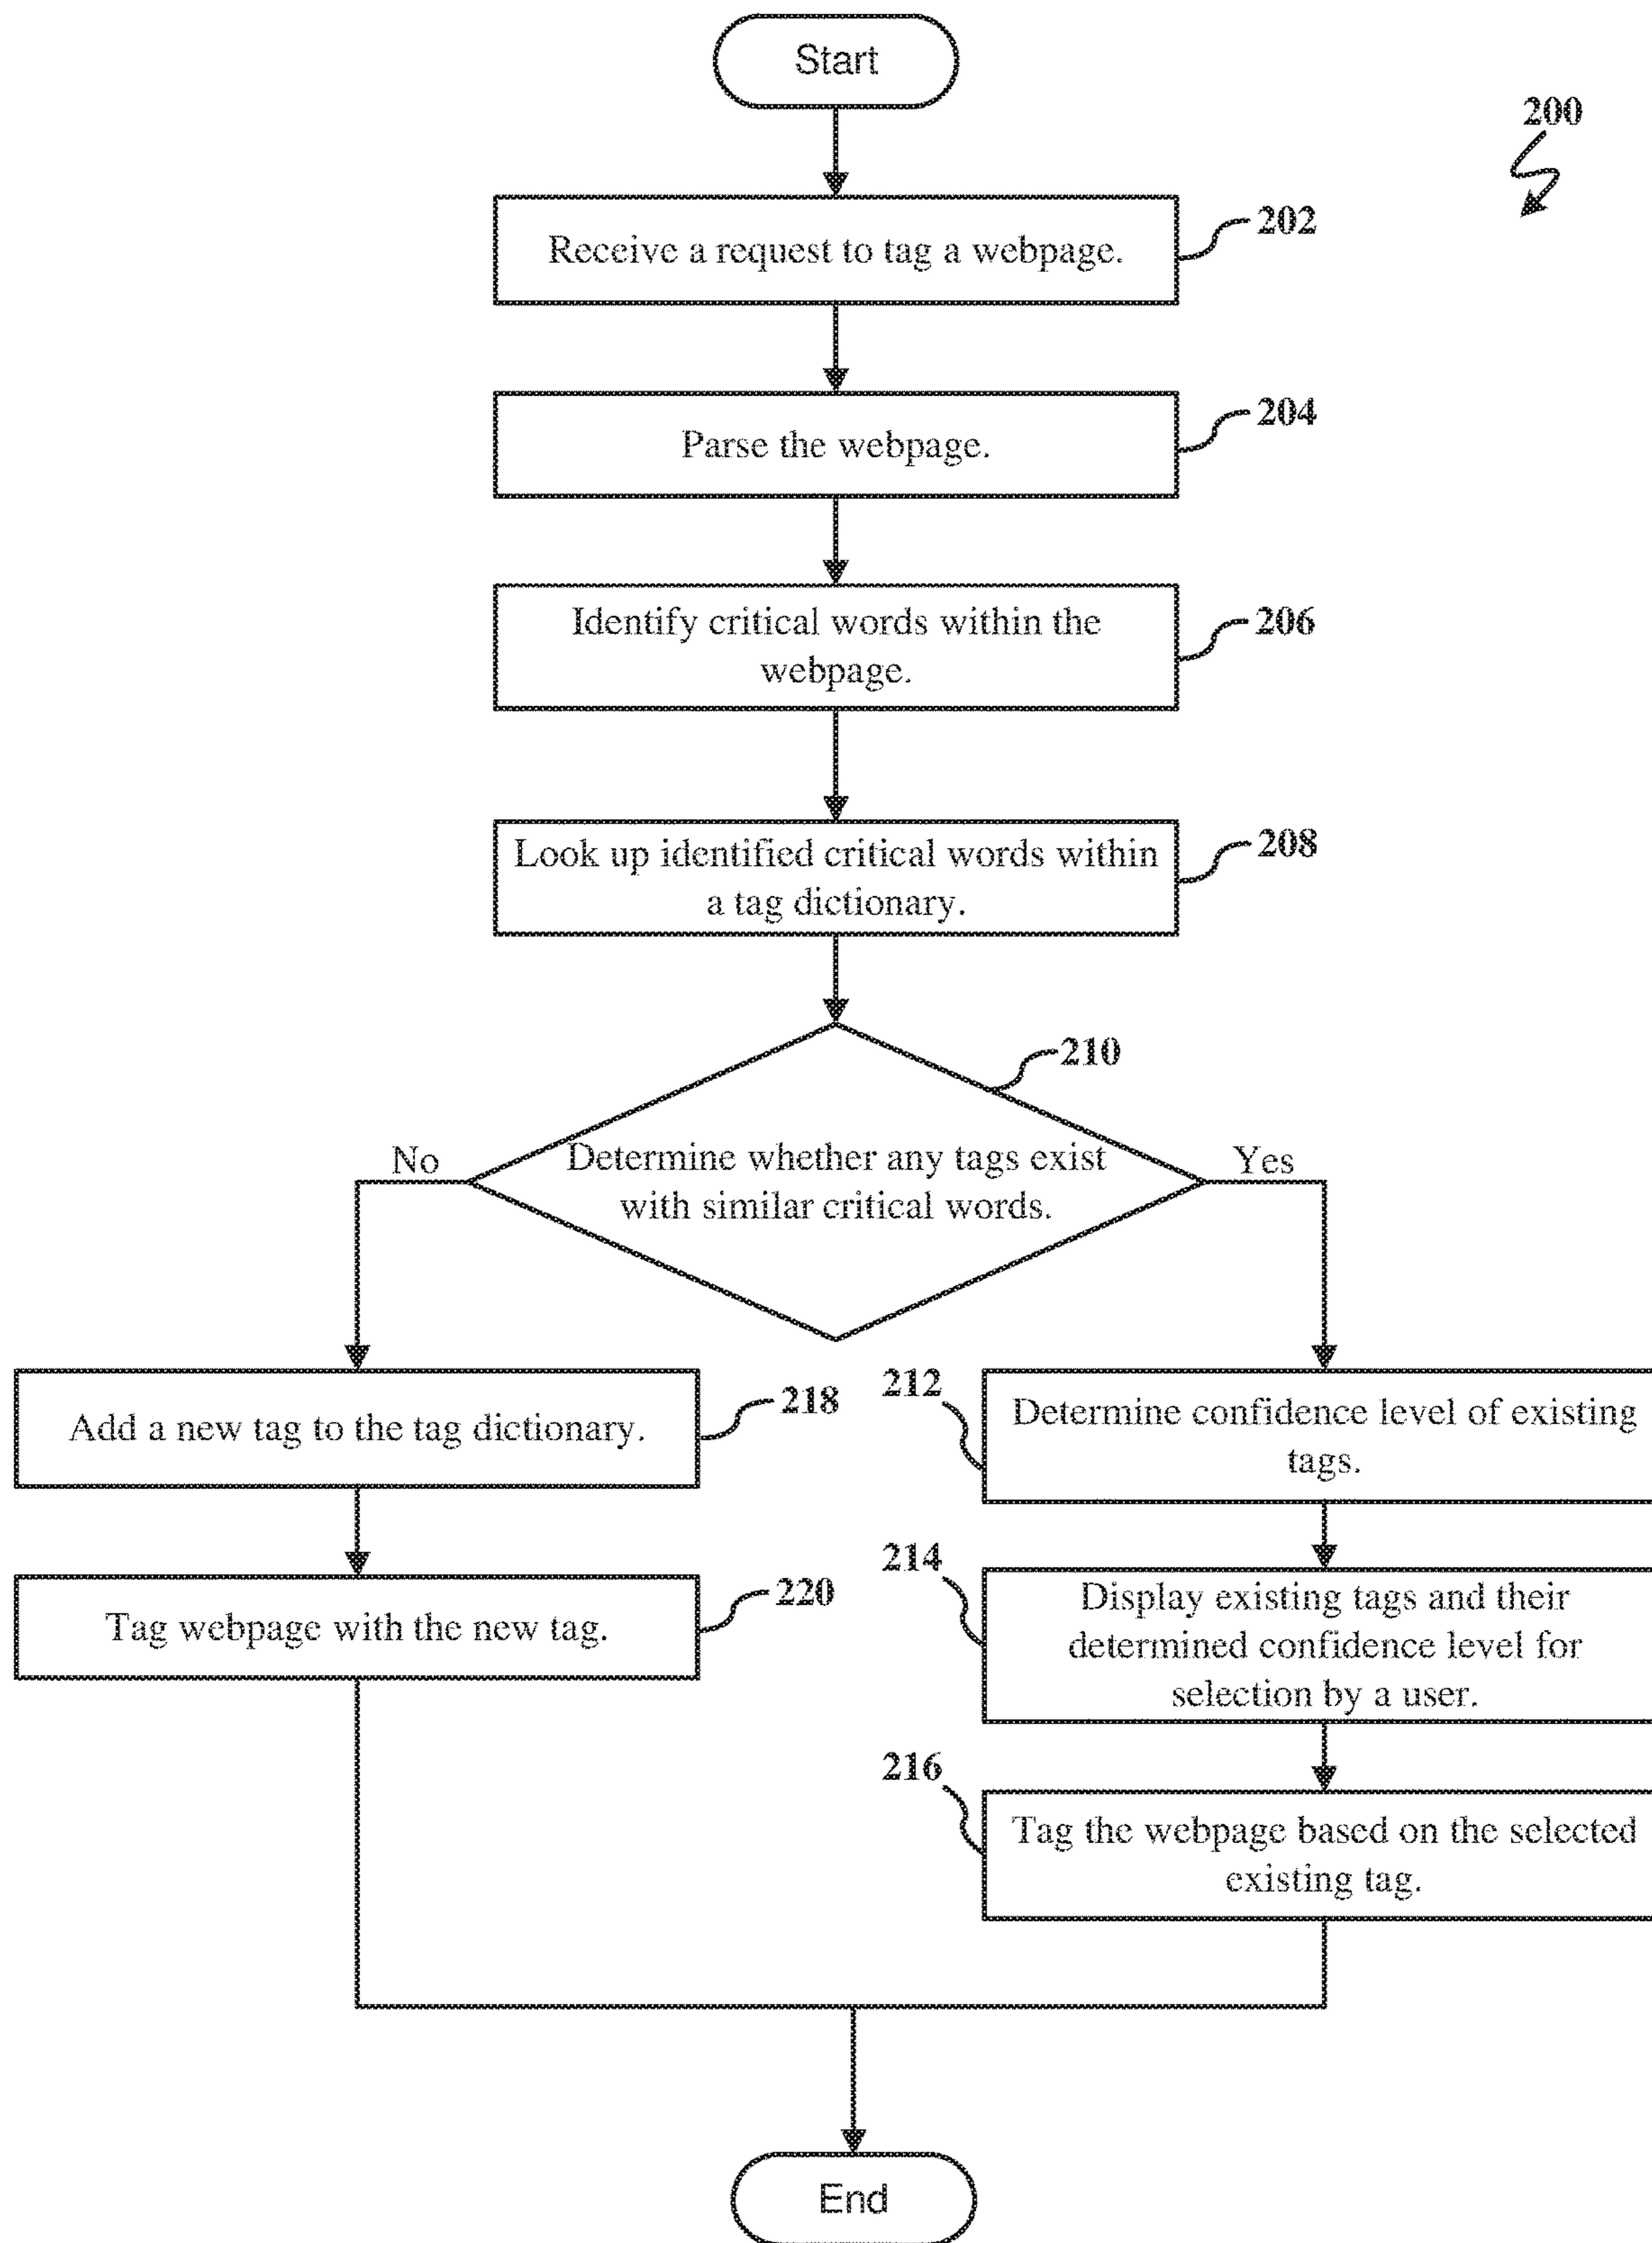 Start
200
Receive a request to tag a webpage.
202
Parse the webpage.
204
Identify critical words within the
webpage.
206
Look up identified critical words within
a tag dictionary.
208
210
Determine whether any tags exist
with similar critical words.
No
Yes
Add a new tag to the tag dictionary.
218
212
Determine confidence level of existing
tags.
Tag webpage with the new tag.
220
214
Display existing tags and their
determined confidence level for
selection by a user.
216
Tag the webpage based on the selected
existing tag.
End